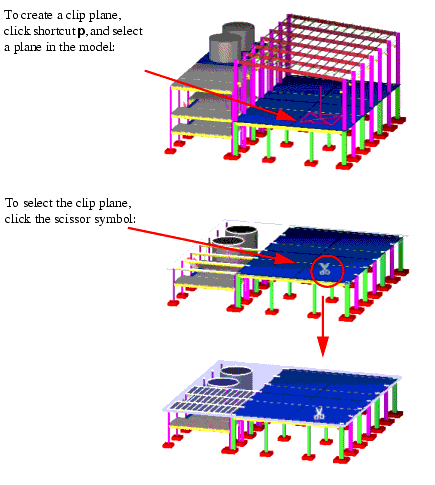 To create a clip plane,
click shortcut p, and select
a plane in the model:
To select the clip plane,
click the scissor symbol: